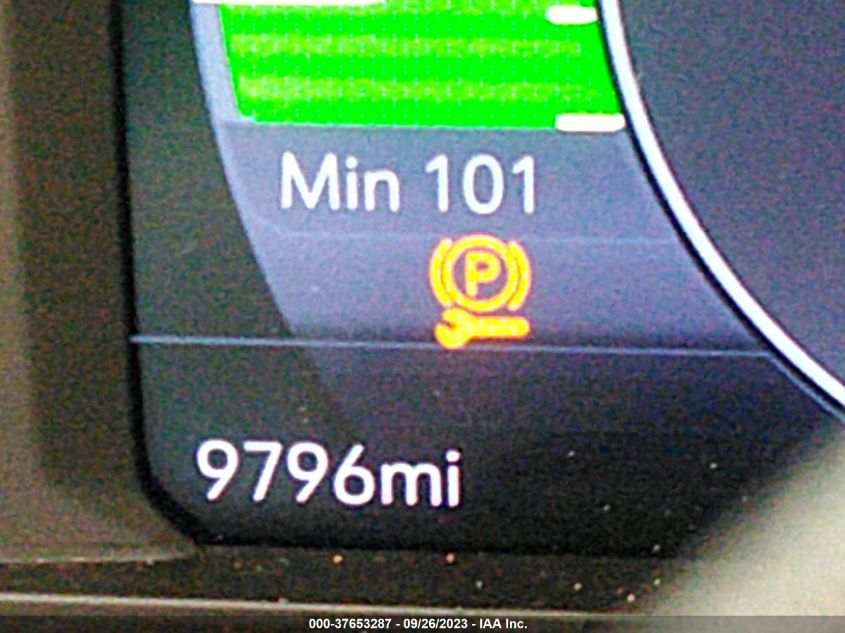 Min 101
P
9796mi
000-37653287 - 09/26/2023 - IAA Inc.